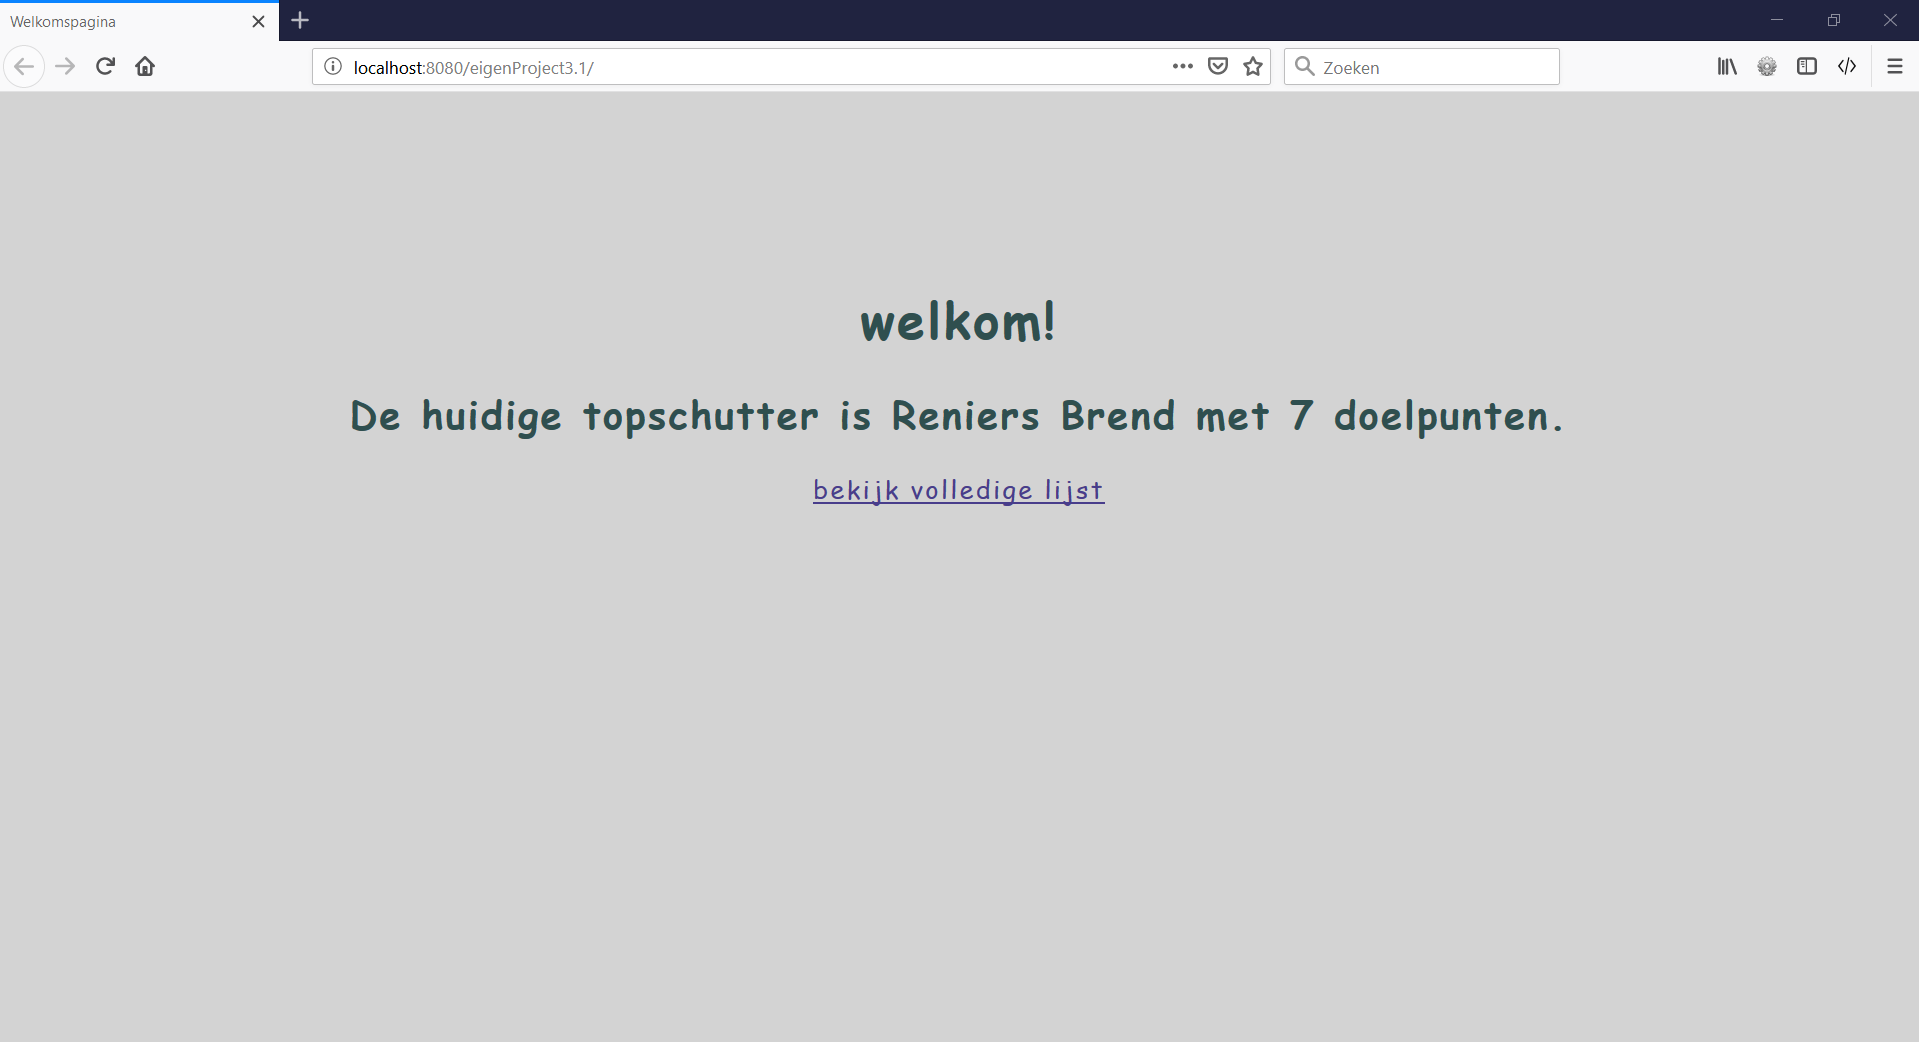 Welkomspagina
localhost:8080/eigenProject3.1/
Zoeken
welkom!
De huidige topschutter is Reniers Brend met 7 doelpunten.
bekijk volledige lijst